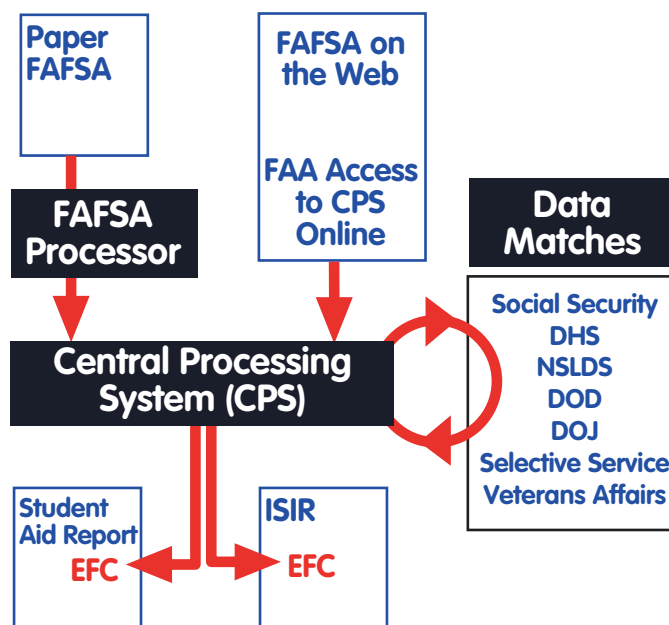 Paper
FAFSA
FAFSA on
the Web
FAA Access
to CPS
Online
FAFSA
Processor
Data
Matches
Social Security
DHS
NSLDS
DOD
DOJ
Selective Service
Veterans Affairs
Central Processing
System (CPS)
Student
Aid Report
EFC
ISIR
EFC